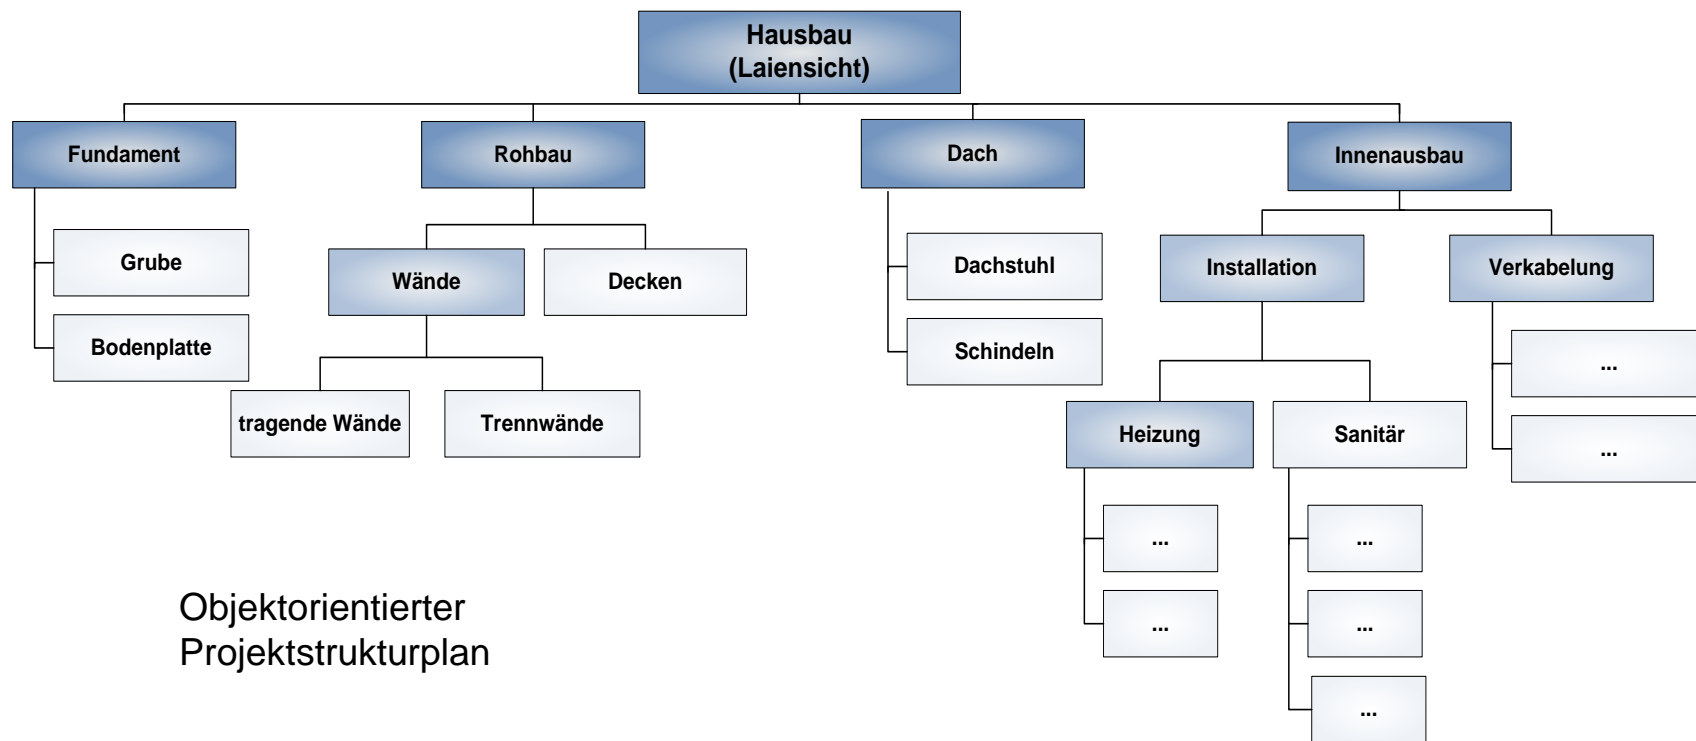 Hausbau
(Laiensicht)
Fundament
Rohbau
Dach
Innenausbau
Grube
Bodenplatte
Wände
Decken
tragende Wände
Trennwände
Dachstuhl
Schindeln
Installation
Verkabelung
Heizung
Sanitär
...
...
...
...
...
...
...
Objektorientierter
Projektstrukturplan